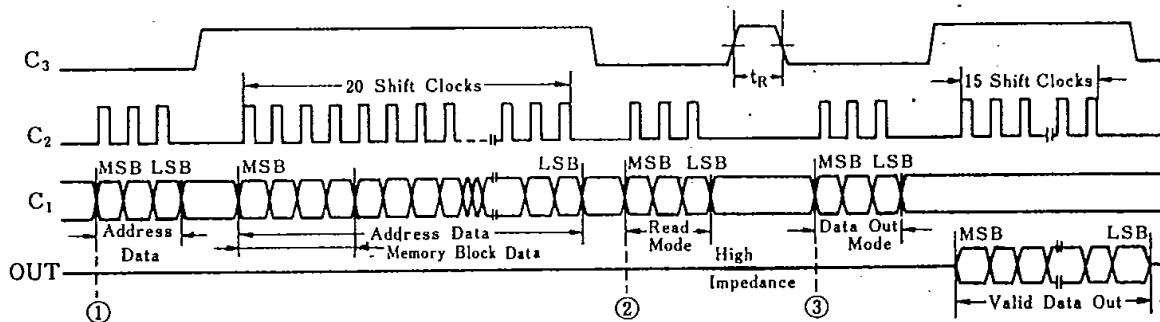 C3
tR
20 Shift Clocks
15 Shift Clocks
C2
MSB LSB
MSB
LSB
MSB LSB
MSB LSB
C1
Address
Data
Address Data
Memory Block Data
Read
Mode
Data Out
Mode
High
Impedance
MSB
LSB
OUT
Valid Data Out
①
②
③